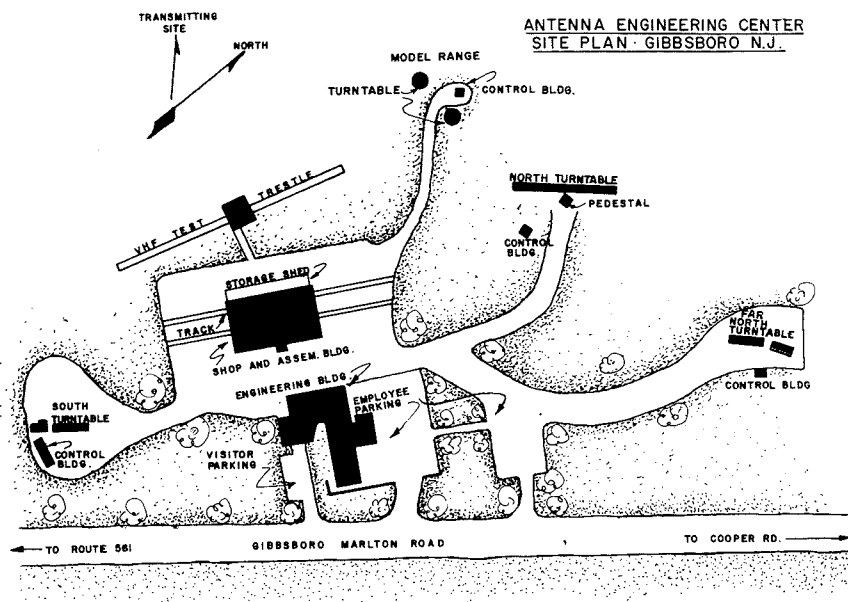 ANTENNA ENGINEERING CENTER
SITE PLAN · GIBBSBORO N.J.
TRANSMITTING
SITE
NORTH
MODEL RANGE
TURNTABLE
CONTROL BLDG.
NORTH TURNTABLE
PEDESTAL
CONTROL
BLDG.
VHF TEST TRESTLE
STORAGE SHED
TRACK
SHOP AND ASSEM. BLDG.
ENGINEERING BLDG.
EMPLOYEE
PARKING
FAR
NORTH
TURNTABLE
CONTROL BLDG
SOUTH
TURNTABLE
CONTROL
BLDG.
VISITOR
PARKING
TO ROUTE 561
GIBBSBORO MARLTON ROAD
TO COOPER RD.